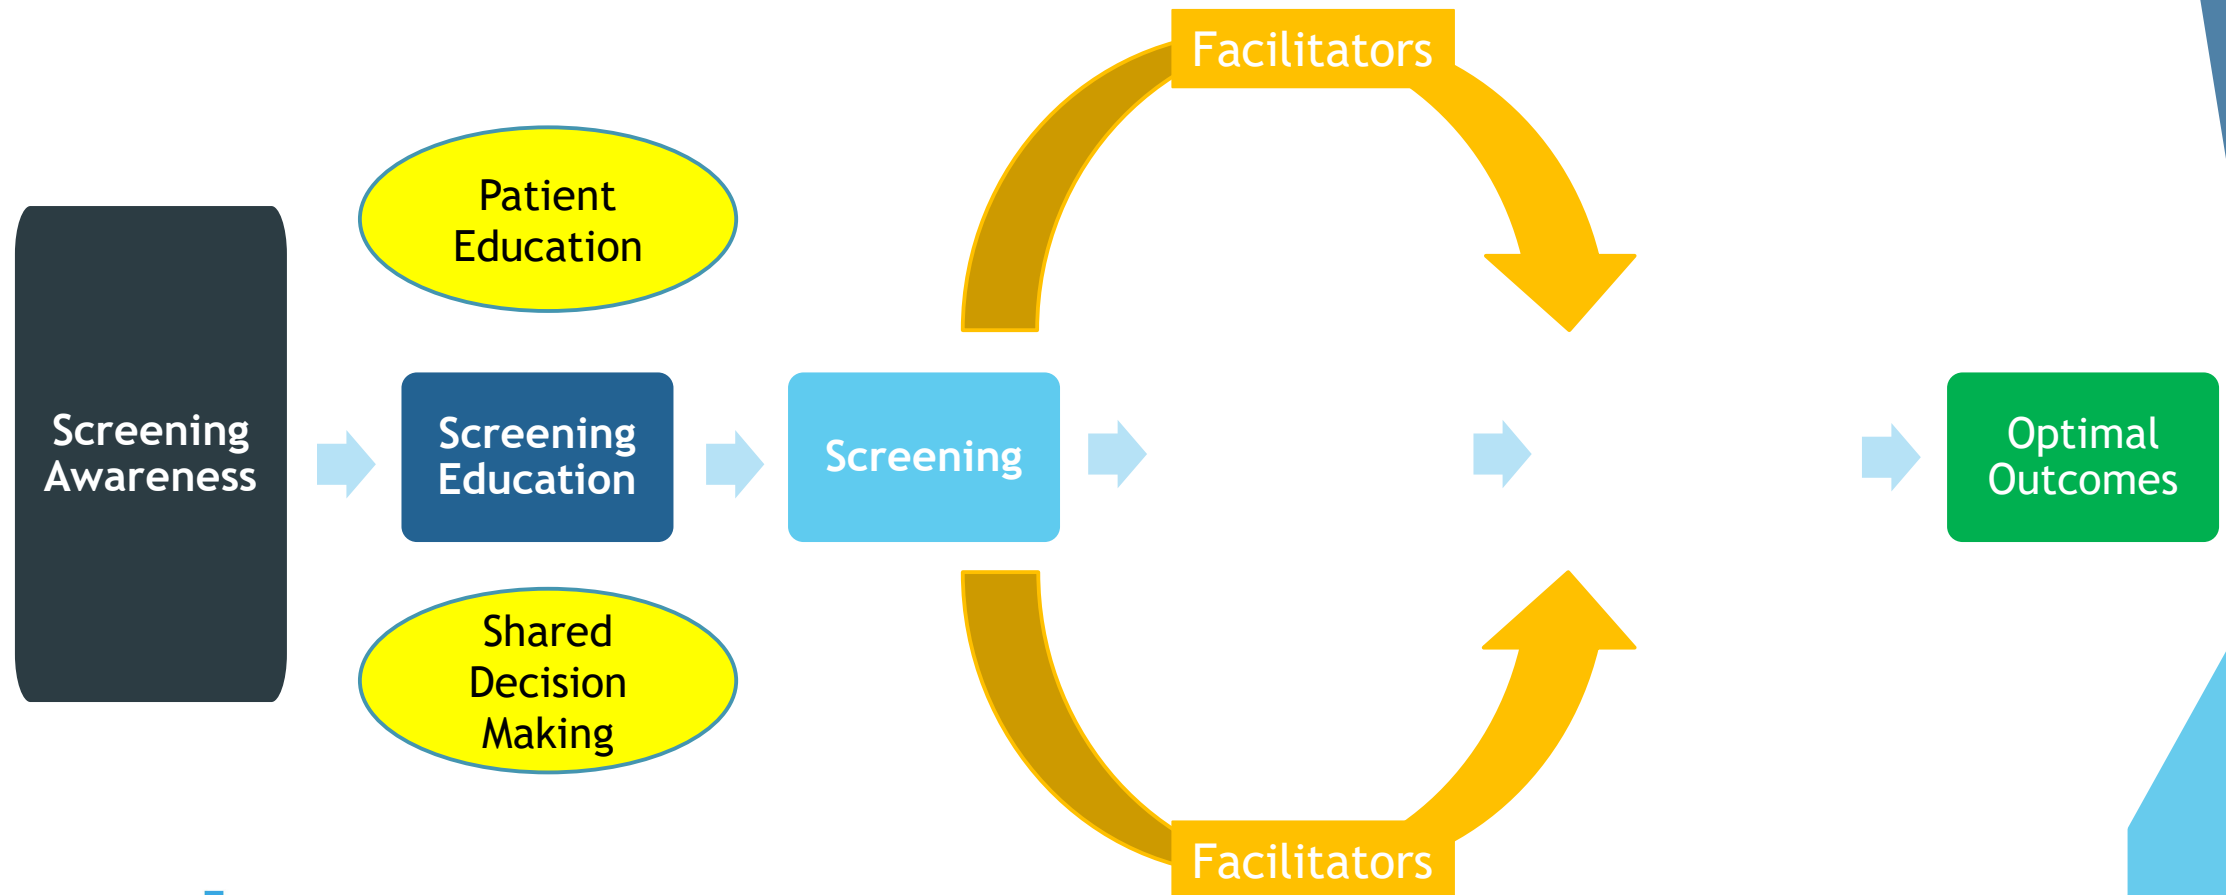 Facilitators
Patient
Education
Screening
Awareness
Screening
Education
Screening
Optimal
Outcomes
Shared
Decision
Making
Facilitators